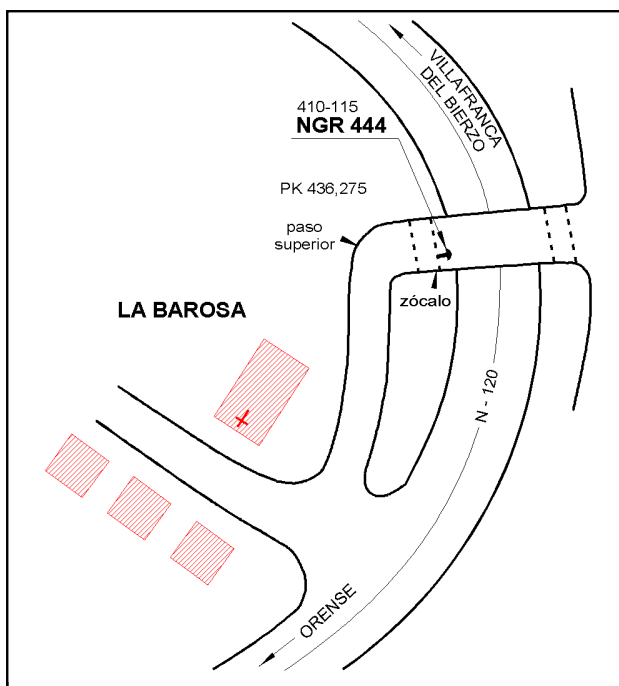 VILLAFRANCA
DEL BIERZO
410-115
NGR 444
PK 436,275
paso
superior
zócalo
LA BAROSA
N - 120
ORENSE